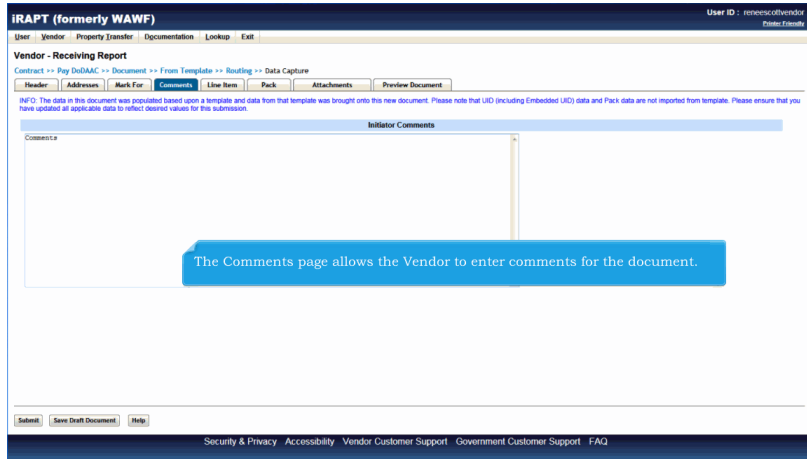 iRAPT (formerly WAWF)
User ID : reneescottvendor
Printer Friendly
User Vendor Property Transfer Documentation Lookup Exit
Vendor - Receiving Report
Contract >> Pay DoDAAC >> Document >> From Template >> Routing >> Data Capture
Header Addresses Mark For Comments Line Item Pack Attachments Preview Document
INFO: The data in this document was populated based upon a template and data from that template was brought onto this new document. Please note that UID (including Embedded UID) data and Pack data are not imported from template. Please ensure that you
have updated all applicable data to reflect desired values for this submission.
Initiator Comments
Comments
The Comments page allows the Vendor to enter comments for the document.
Submit Save Draft Document Help
Security & Privacy Accessibility Vendor Customer Support Government Customer Support FAQ